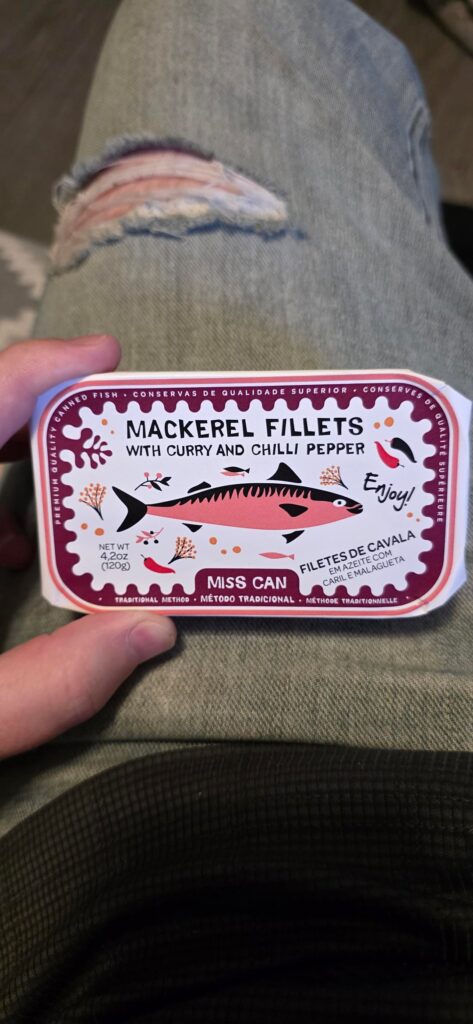 PREMIUM QUALITY CANNED FISH • CONSERVAS DE QUALIDADE SUPERIOR • CONSERVES DE QUALITÉ SUPÉRIEURE
MACKEREL FILLETS
WITH CURRY AND CHILLI PEPPER
Enjoy!
NET WT
4,2oz
(120g)
FILETES DE CAVALA
EM AZEITE COM
CARIL E MALAGUETA
MISS CAN
TRADITIONAL METHOD • MÉTODO TRADICIONAL • MÉTHODE TRADITIONNELLE